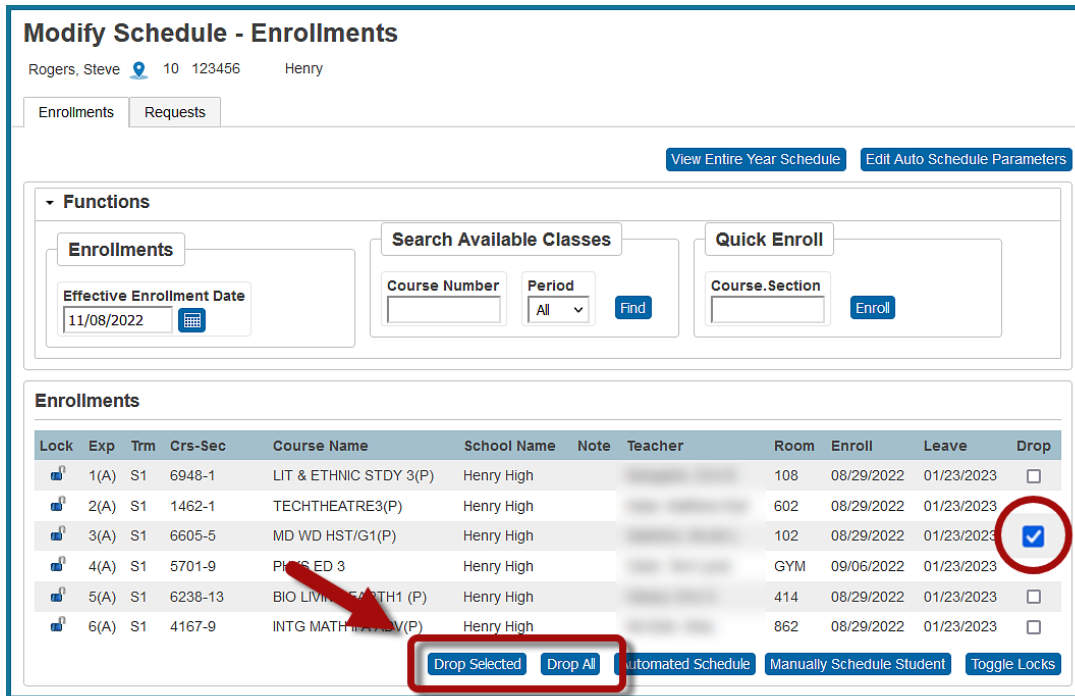 Modify Schedule - Enrollments
Rogers, Steve 10 123456 Henry
Enrollments Requests
View Entire Year Schedule Edit Auto Schedule Parameters
Functions
Enrollments Search Available Classes Quick Enroll
Effective Enrollment Date Course Number Period Course.Section
11/08/2022 All Find Enroll
Enrollments
Lock Exp Trm Crs-Sec Course Name School Name Note Teacher Room Enroll Leave Drop
1(A) S1 6948-1 LIT & ETHNIC STDY 3(P) Henry High 108 08/29/2022 01/23/2023
2(A) S1 1462-1 TECHTHEATRE3(P) Henry High 602 08/29/2022 01/23/2023
3(A) S1 6605-5 MD WD HST/G1(P) Henry High 102 08/29/2022 01/23/2023
4(A) S1 5701-9 ED 3 Henry High GYM 09/06/2022 01/23/2023
5(A) S1 6238-13 BIO (P) Henry High 414 08/29/2022 01/23/2023
6(A) S1 4167-9 INTG MATH Henry High 862 08/29/2022 01/23/2023
Drop Selected Drop All Automated Schedule Manually Schedule Student Toggle Locks